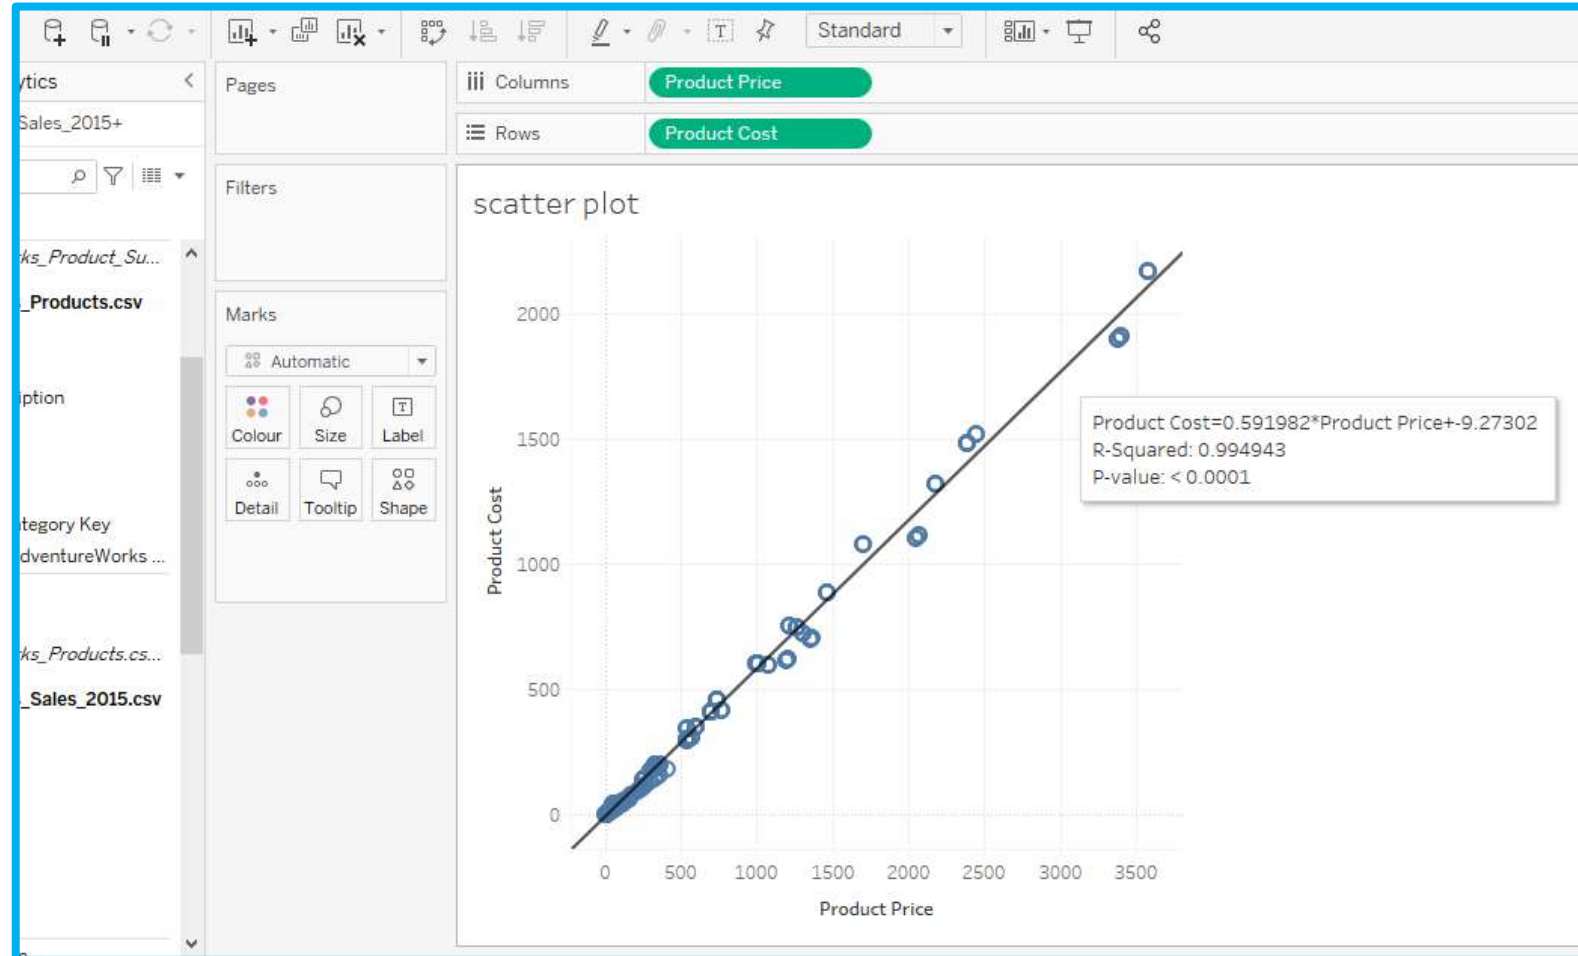 Standard
ytics
Sales_2015+
ks_Product_Su...
_Products.csv
iption
tegory Key
dventureWorks ...
ks_Products.cs...
_Sales_2015.csv
Pages
Filters
Marks
Automatic
Colour Size Label
Detail Tooltip Shape
Columns Product Price
Rows Product Cost
scatter plot
2000
1500
1000
500
0
Product Cost
0 500 1000 1500 2000 2500 3000 3500
Product Price
Product Cost=0.591982*Product Price+-9.27302
R-Squared: 0.994943
P-value: < 0.0001